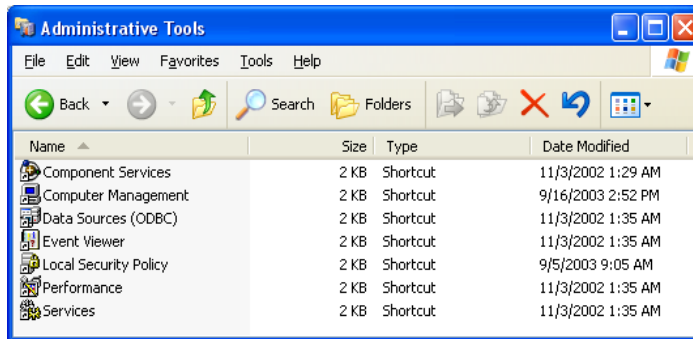 Administrative Tools
File Edit View Favorites Tools Help
Back Search Folders
Name Size Type Date Modified
Component Services 2 KB Shortcut 11/3/2002 1:29 AM
Computer Management 2 KB Shortcut 9/16/2003 2:52 PM
Data Sources (ODBC) 2 KB Shortcut 11/3/2002 1:35 AM
Event Viewer 2 KB Shortcut 11/3/2002 1:35 AM
Local Security Policy 2 KB Shortcut 9/5/2003 9:05 AM
Performance 2 KB Shortcut 11/3/2002 1:35 AM
Services 2 KB Shortcut 11/3/2002 1:35 AM